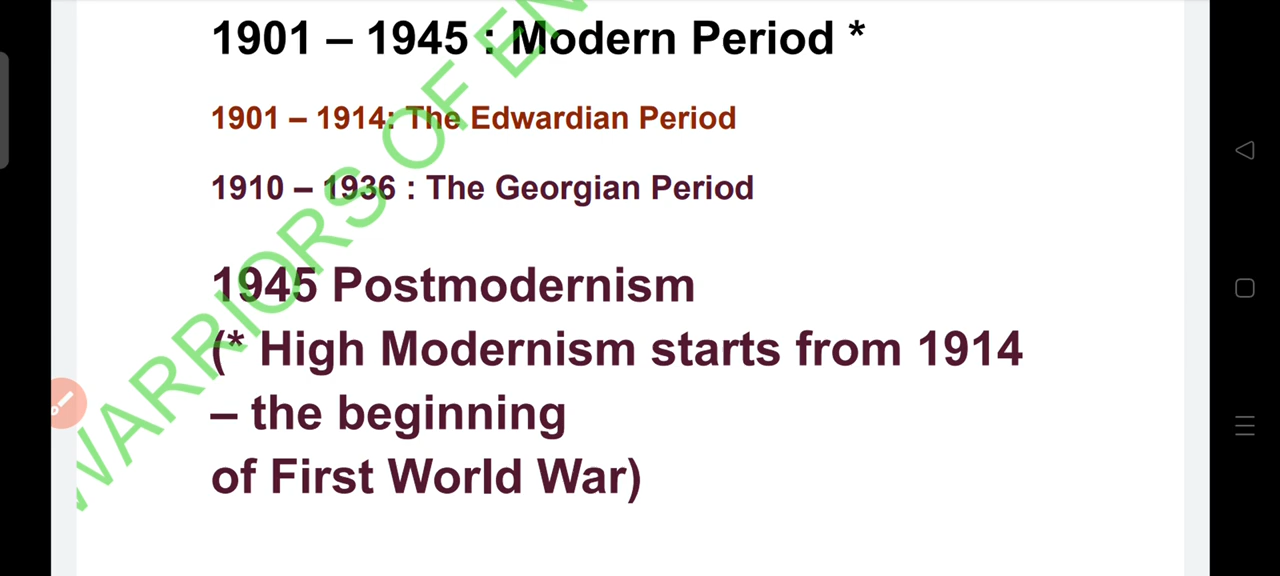 1901 – 1945 : Modern Period *
1901 – 1914: The Edwardian Period
1910 – 1936 : The Georgian Period
1945 Postmodernism
(* High Modernism starts from 1914
– the beginning
of First World War)
WARRIORS OF EN